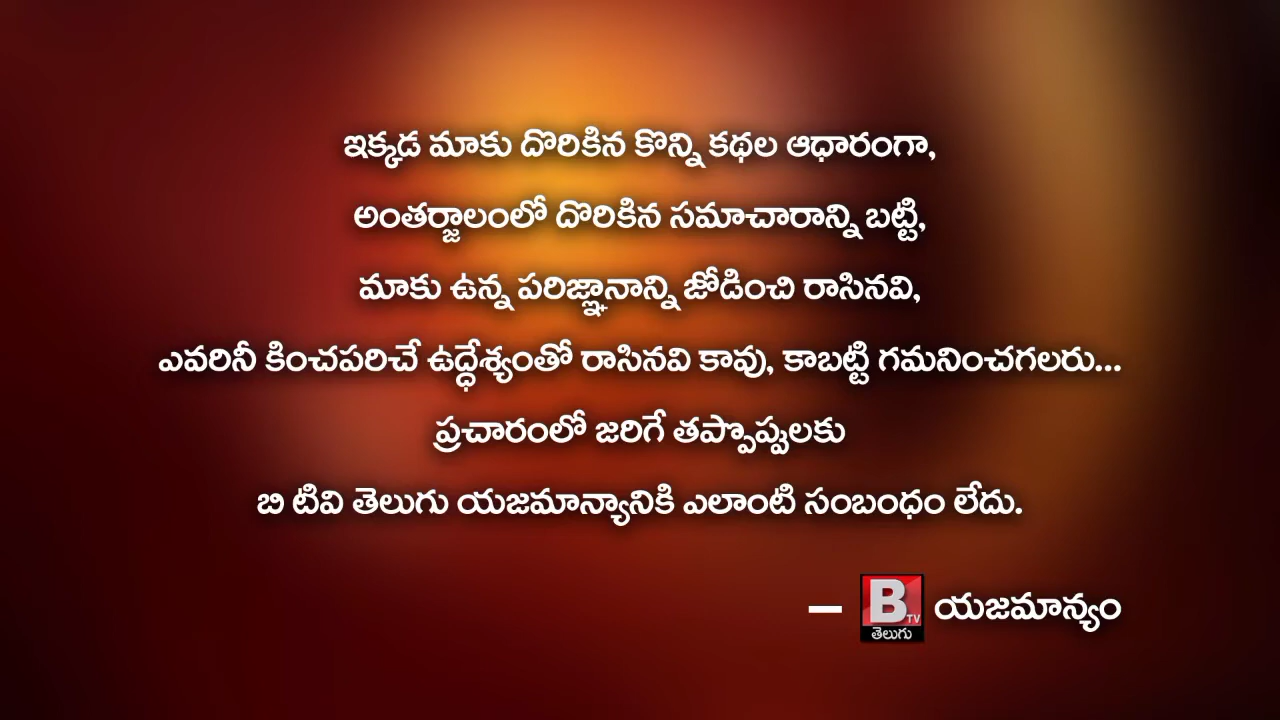 ఇక్కడ మాకు దొరికిన కొన్ని కథల ఆధారంగా,
అంతర్జాలంలో దొరికిన సమాచారాన్ని బట్టి,
మాకు ఉన్న పరిజ్ఞానాన్ని జోడించి రాసినవి,
ఎవరినీ కించపరిచే ఉద్ధేశ్యంతో రాసినవి కావు, కాబట్టి గమనించగలరు...
ప్రచారంలో జరిగే తప్పొప్పులకు
బి టివి తెలుగు యజమాన్యానికి ఎలాంటి సంబంధం లేదు.
– B TV తెలుగు యజమాన్యం